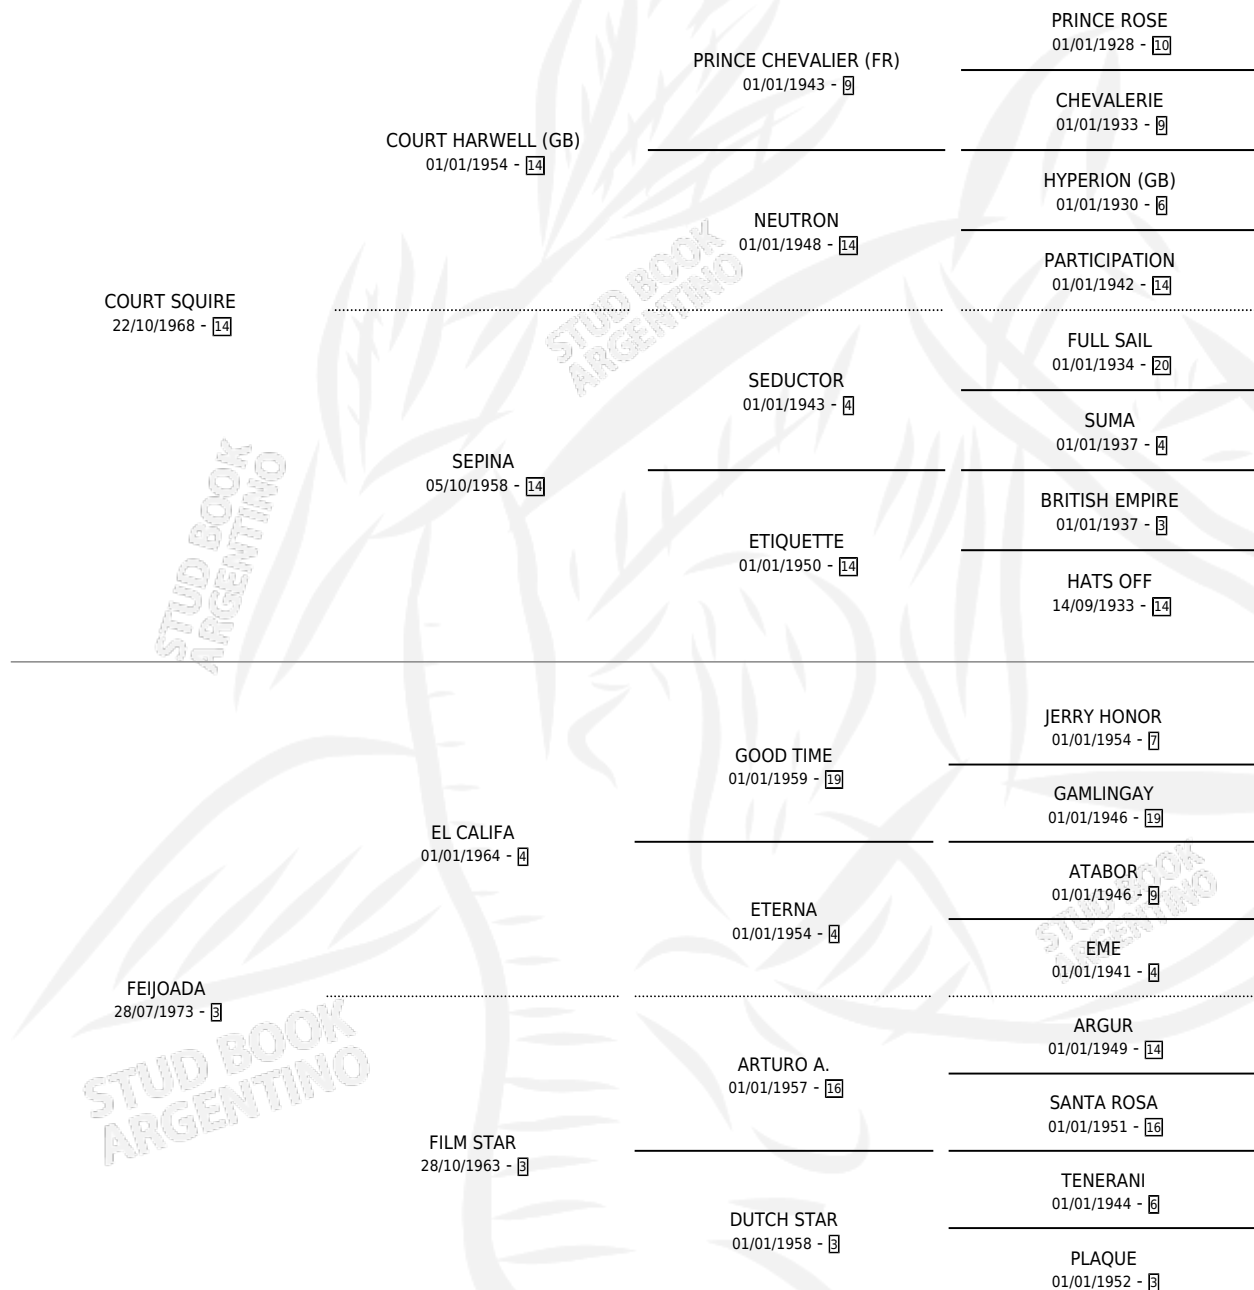 PRINCE ROSE
01/01/1928 - 10
PRINCE CHEVALIER (FR)
01/01/1943 - 9
CHEVALERIE
01/01/1933 - 9
COURT HARWELL (GB)
01/01/1954 - 14
HYPERION (GB)
01/01/1930 - 6
NEUTRON
01/01/1948 - 14
PARTICIPATION
01/01/1942 - 14
COURT SQUIRE
22/10/1968 - 14
FULL SAIL
01/01/1934 - 20
SEDUCTOR
01/01/1943 - 4
SUMA
01/01/1937 - 4
SEPINA
05/10/1958 - 14
BRITISH EMPIRE
01/01/1937 - 3
ETIQUETTE
01/01/1950 - 14
HATS OFF
14/09/1933 - 14
JERRY HONOR
01/01/1954 - 7
GOOD TIME
01/01/1959 - 19
GAMLINGAY
01/01/1946 - 19
EL CALIFA
01/01/1964 - 4
ATABOR
01/01/1946 - 9
ETERNA
01/01/1954 - 4
EME
01/01/1941 - 4
FEIJOADA
28/07/1973 - 3
ARGUR
01/01/1949 - 14
ARTURO A.
01/01/1957 - 16
SANTA ROSA
01/01/1951 - 16
FILM STAR
28/10/1963 - 3
TENERANI
01/01/1944 - 6
DUTCH STAR
01/01/1958 - 3
PLAQUE
01/01/1952 - 3
STUD BOOK
ARGENTINO
STUD BOOK
ARGENTINO
STUD BOOK
ARGENTINO
STUD BOOK
ARGENTINO